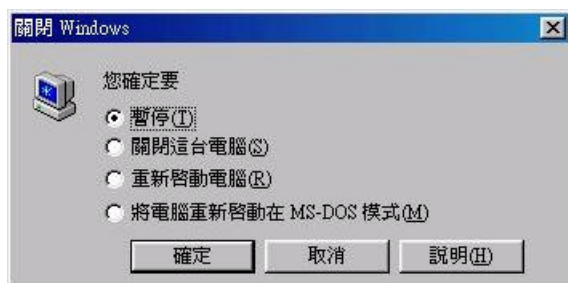 關閉 Windows
您確定要
暫停(T)
關閉這台電腦(S)
重新啓動電腦(R)
將電腦重新啓動在 MS-DOS 模式(M)
確定 取消 說明(H)